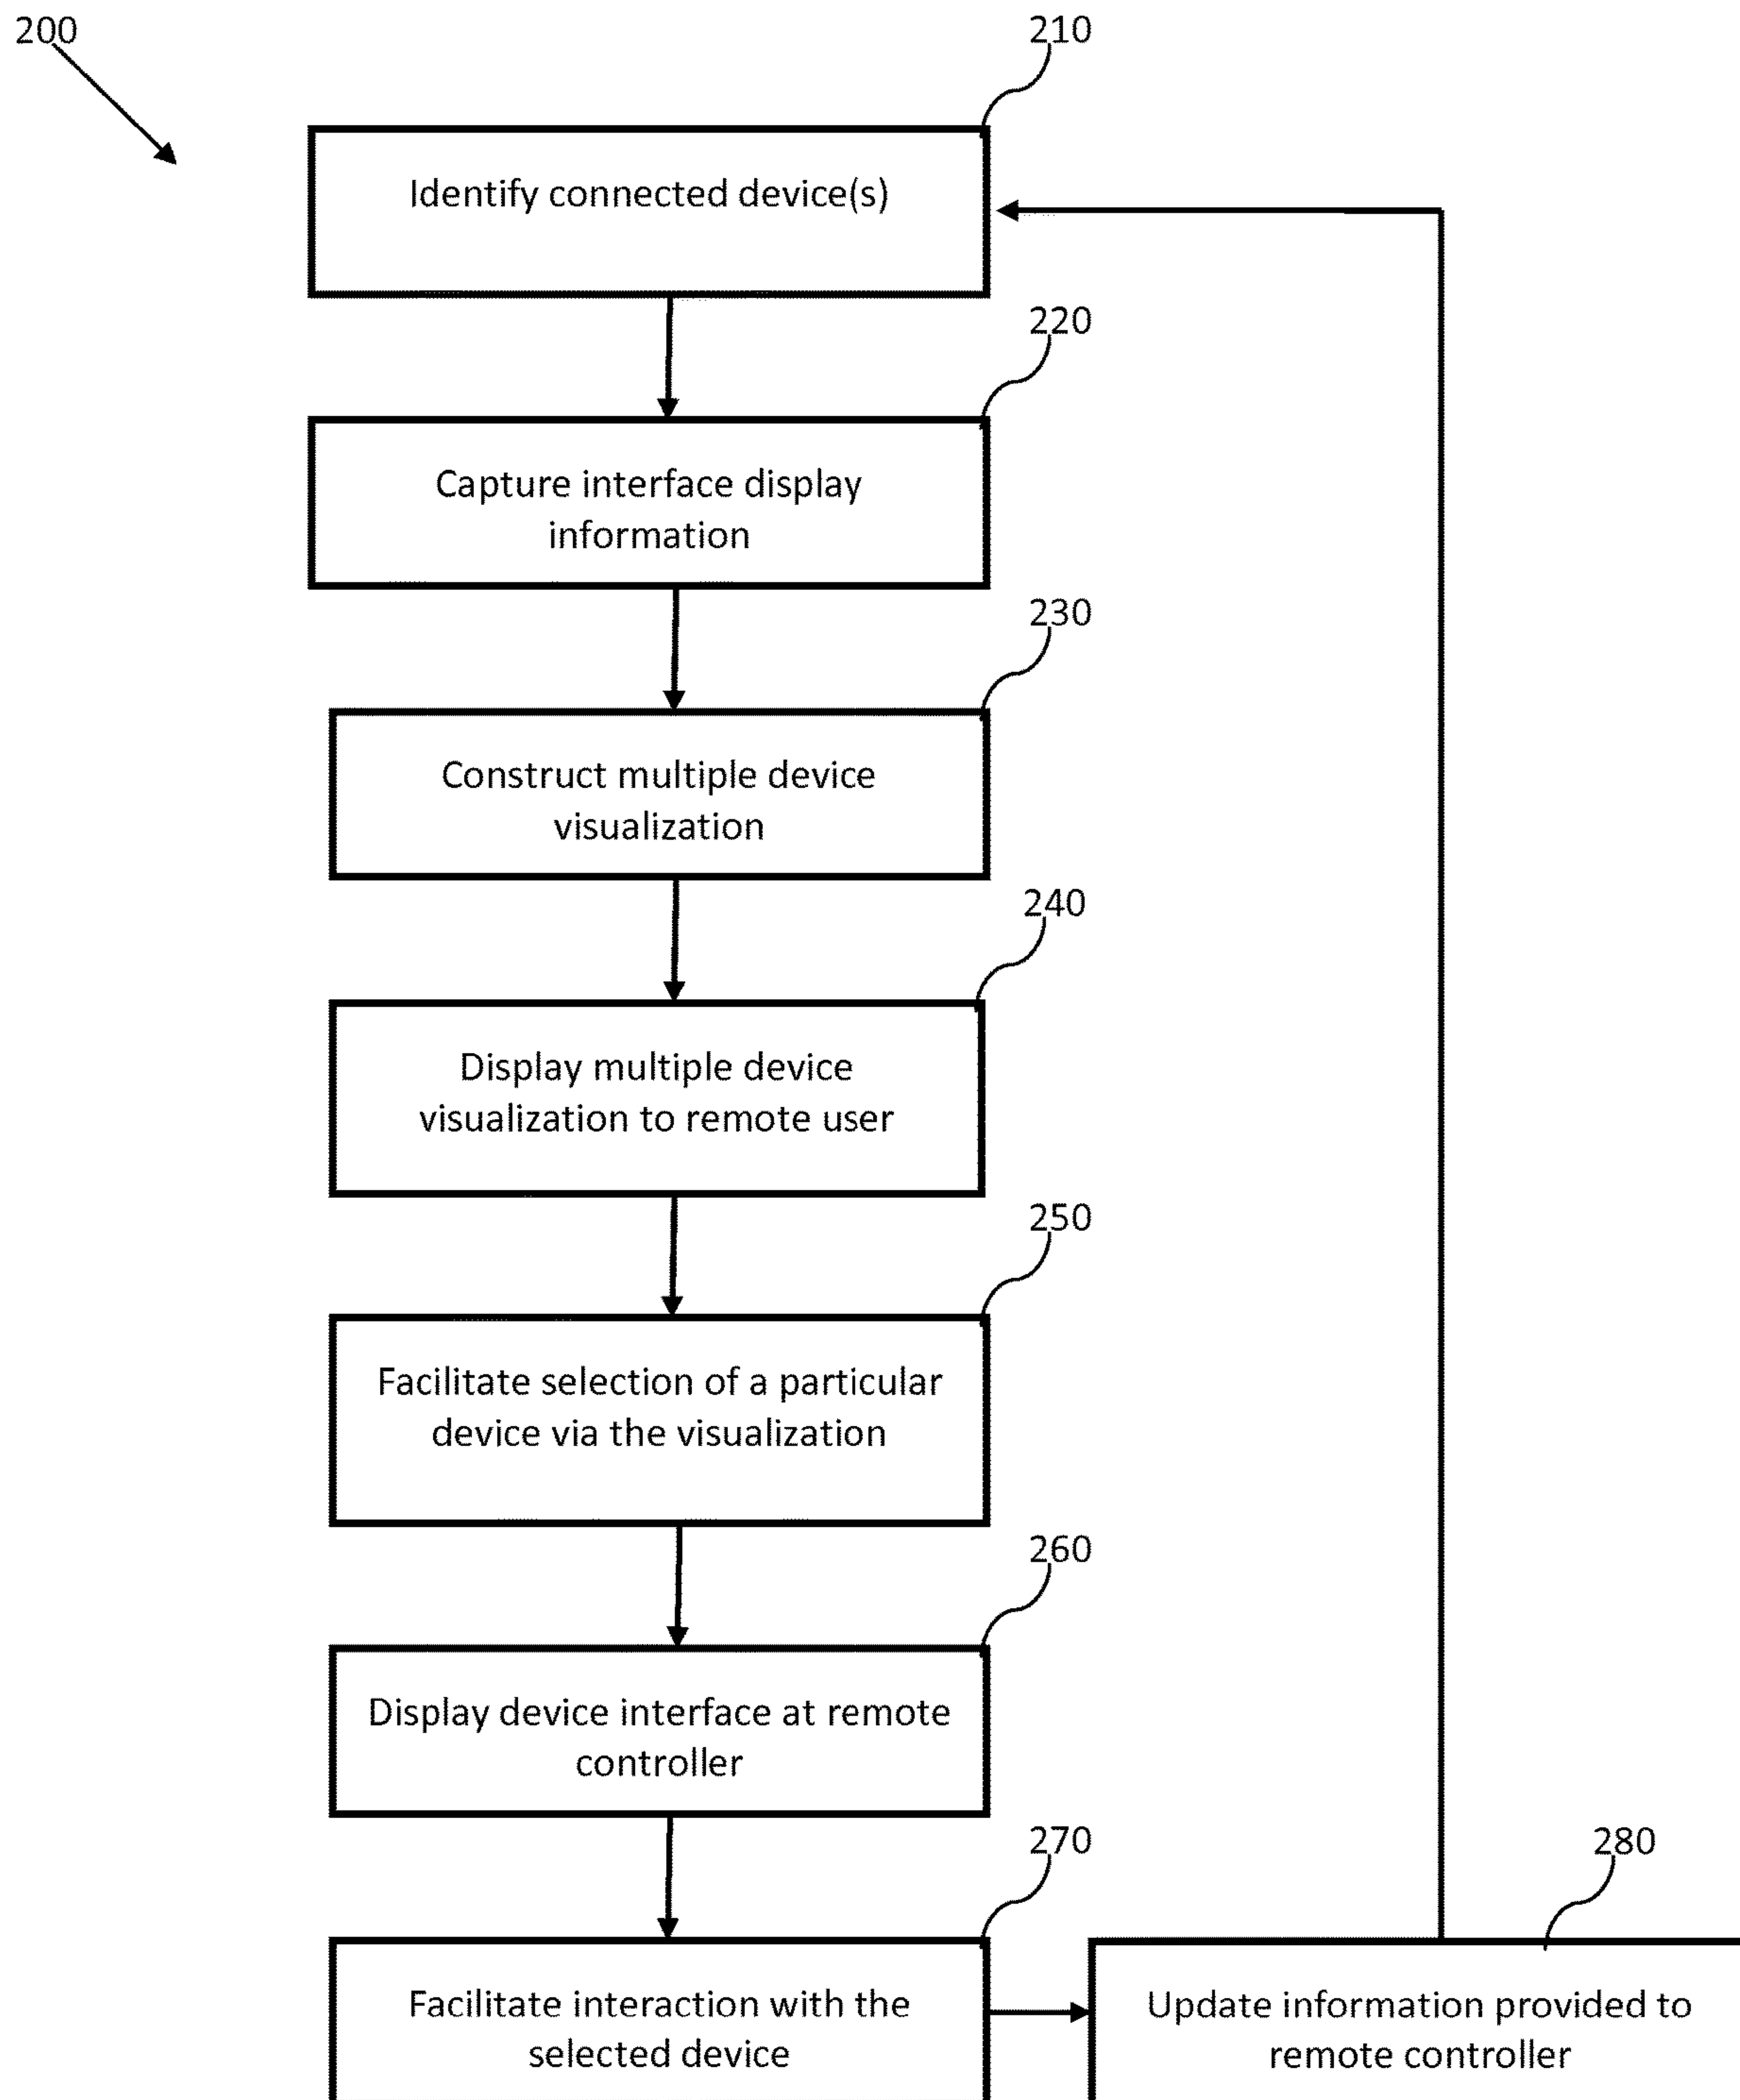 200
210
Identify connected device(s)
220
Capture interface display
information
230
Construct multiple device
visualization
240
Display multiple device
visualization to remote user
250
Facilitate selection of a particular
device via the visualization
260
Display device interface at remote
controller
270
Facilitate interaction with the
selected device
280
Update information provided to
remote controller